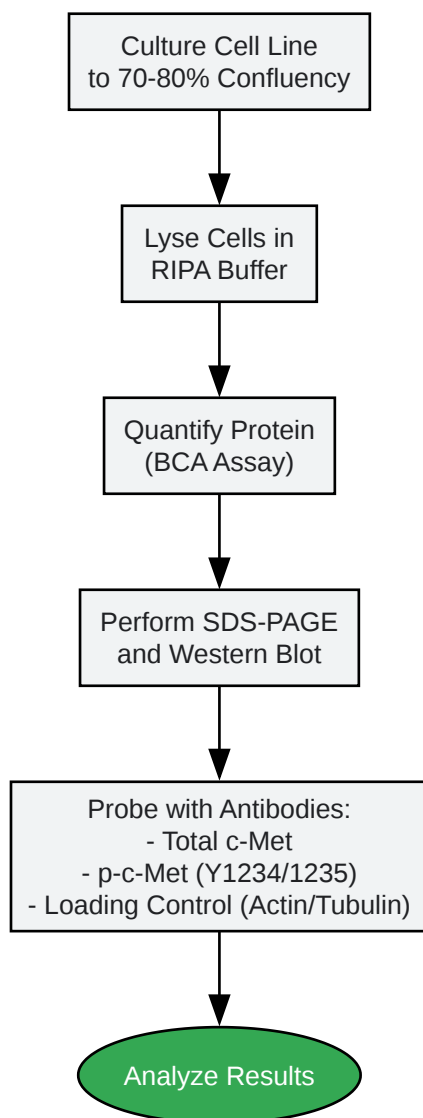 Culture Cell Line
to 70-80% Confluency
Lyse Cells in
RIPA Buffer
Quantify Protein
(BCA Assay)
Perform SDS-PAGE
and Western Blot
Probe with Antibodies:
- Total c-Met
- p-c-Met (Y1234/1235)
- Loading Control (Actin/Tubulin)
Analyze Results